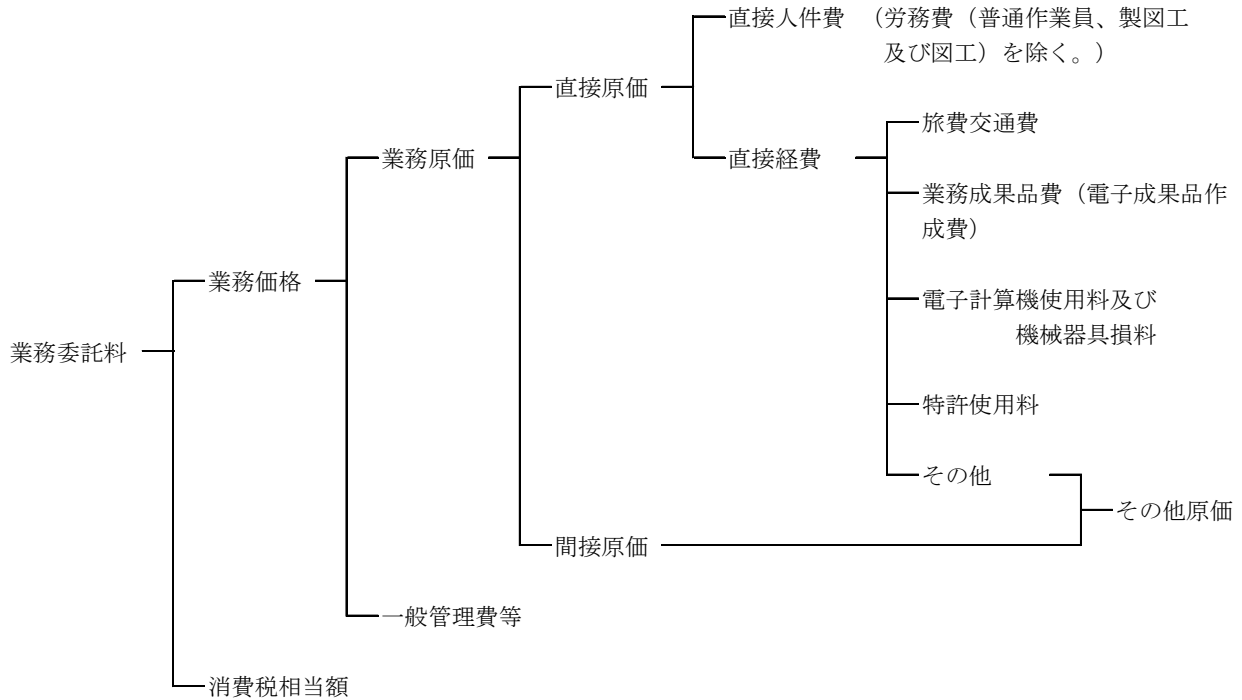 直接人件費 （労務費（普通作業員、製図工
及び図工）を除く。）
直接原価
旅費交通費
業務原価
直接経費
業務成果品費（電子成果品作
成費）
業務価格
電子計算機使用料及び
機械器具損料
業務委託料
特許使用料
その他
その他原価
間接原価
一般管理費等
消費税相当額